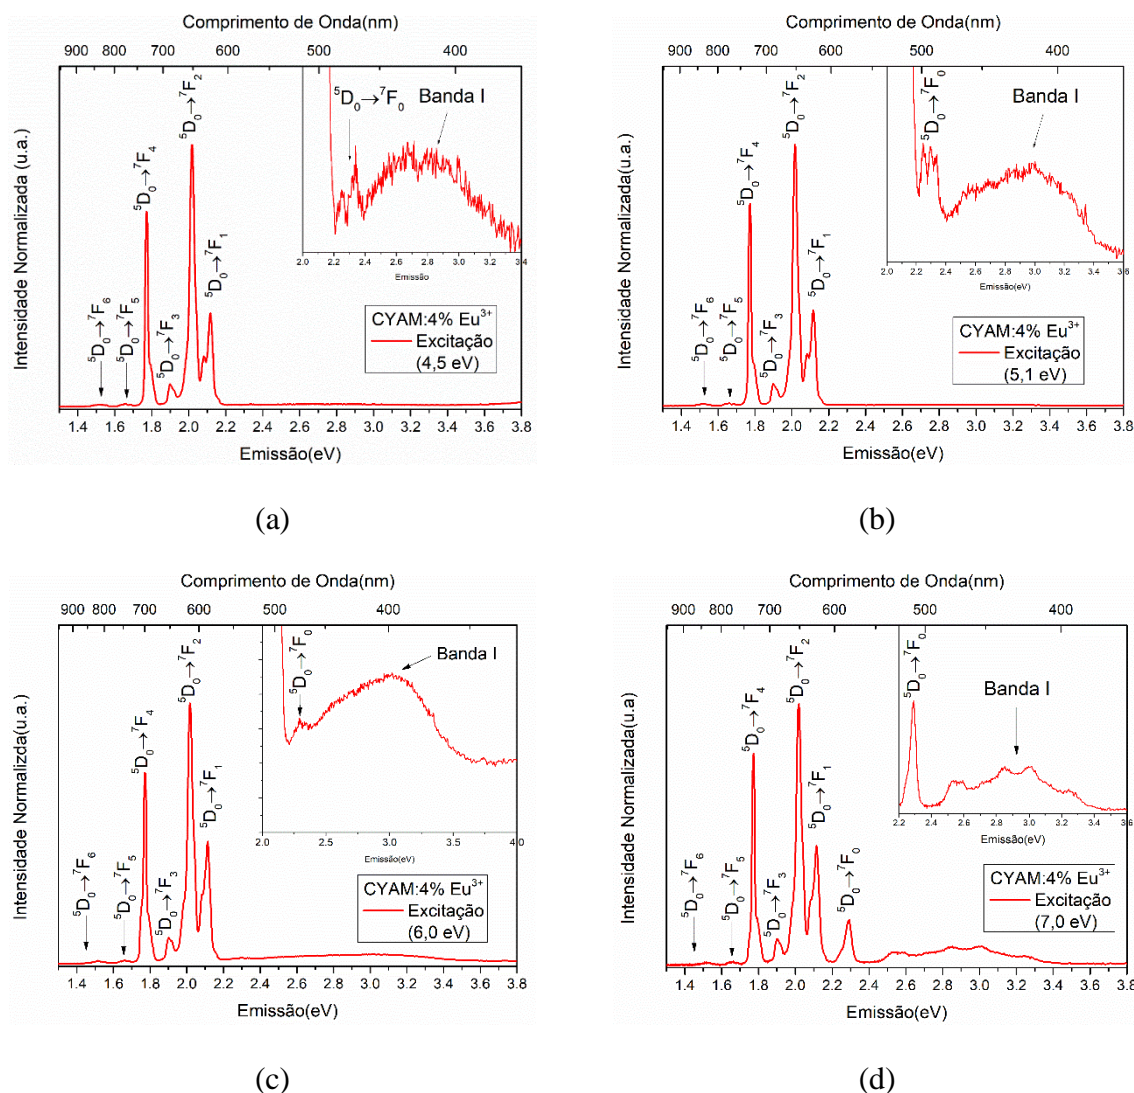 Comprimento de Onda(nm)
900 800 700 600 500 400
⁵D₀→⁷F₆
⁵D₀→⁷F₅
⁵D₀→⁷F₄
⁵D₀→⁷F₃
⁵D₀→⁷F₂
⁵D₀→⁷F₁
⁵D₀→⁷F₀
Banda I
2.0 2.2 2.4 2.6 2.8 3.0 3.2 3.4
Emissão
CYAM:4% Eu³⁺
Excitação
(4,5 eV)
Intensidade Normalizada (u.a.)
1.4 1.6 1.8 2.0 2.2 2.4 2.6 2.8 3.0 3.2 3.4 3.6 3.8
Emissão(eV)
(a)
Comprimento de Onda(nm)
900 800 700 600 500 400
⁵D₀→⁷F₆
⁵D₀→⁷F₅
⁵D₀→⁷F₄
⁵D₀→⁷F₃
⁵D₀→⁷F₂
⁵D₀→⁷F₁
⁵D₀→⁷F₀
Banda I
2.0 2.2 2.4 2.6 2.8 3.0 3.2 3.4 3.6
Emissão(eV)
CYAM:4% Eu³⁺
Excitação
(5,1 eV)
Intensidade Normalizada(u.a.)
1.4 1.6 1.8 2.0 2.2 2.4 2.6 2.8 3.0 3.2 3.4 3.6 3.8
Emissão(eV)
(b)
Comprimento de Onda(nm)
900 800 700 600 500 400
⁵D₀→⁷F₆
⁵D₀→⁷F₅
⁵D₀→⁷F₄
⁵D₀→⁷F₃
⁵D₀→⁷F₂
⁵D₀→⁷F₁
⁵D₀→⁷F₀
Banda I
2.0 2.5 3.0 3.5 4.0
Emissão(eV)
CYAM:4% Eu³⁺
Excitação
(6,0 eV)
Intensidade Normalizada(u.a.)
1.4 1.6 1.8 2.0 2.2 2.4 2.6 2.8 3.0 3.2 3.4 3.6 3.8
Emissão(eV)
(c)
Comprimento de Onda(nm)
900 800 700 600 500 400
⁵D₀→⁷F₆
⁵D₀→⁷F₅
⁵D₀→⁷F₄
⁵D₀→⁷F₃
⁵D₀→⁷F₂
⁵D₀→⁷F₁
⁵D₀→⁷F₀
⁵D₀→⁷F₀
Banda I
2.2 2.4 2.6 2.8 3.0 3.2 3.4 3.6
Emissão(eV)
CYAM:4% Eu³⁺
Excitação
(7,0 eV)
Intensidade Normalizada(u.a)
1.4 1.6 1.8 2.0 2.2 2.4 2.6 2.8 3.0 3.2 3.4 3.6 3.8
Emissão(eV)
(d)